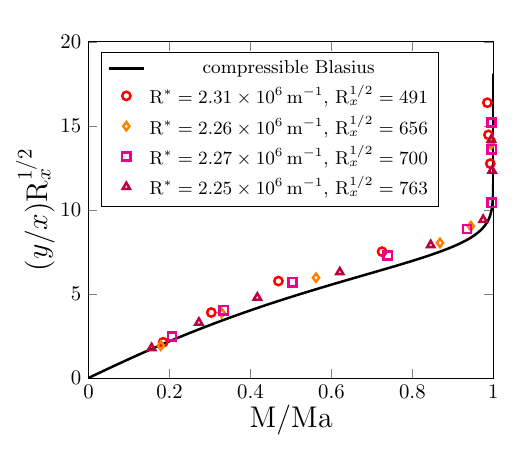 20
15
10
5
0
(y/x)R_x^{1/2}
compressible Blasius
R* = 2.31 × 10^6 m^{-1}, R_x^{1/2} = 491
R* = 2.26 × 10^6 m^{-1}, R_x^{1/2} = 656
R* = 2.27 × 10^6 m^{-1}, R_x^{1/2} = 700
R* = 2.25 × 10^6 m^{-1}, R_x^{1/2} = 763
0 0.2 0.4 0.6 0.8 1
M/Ma